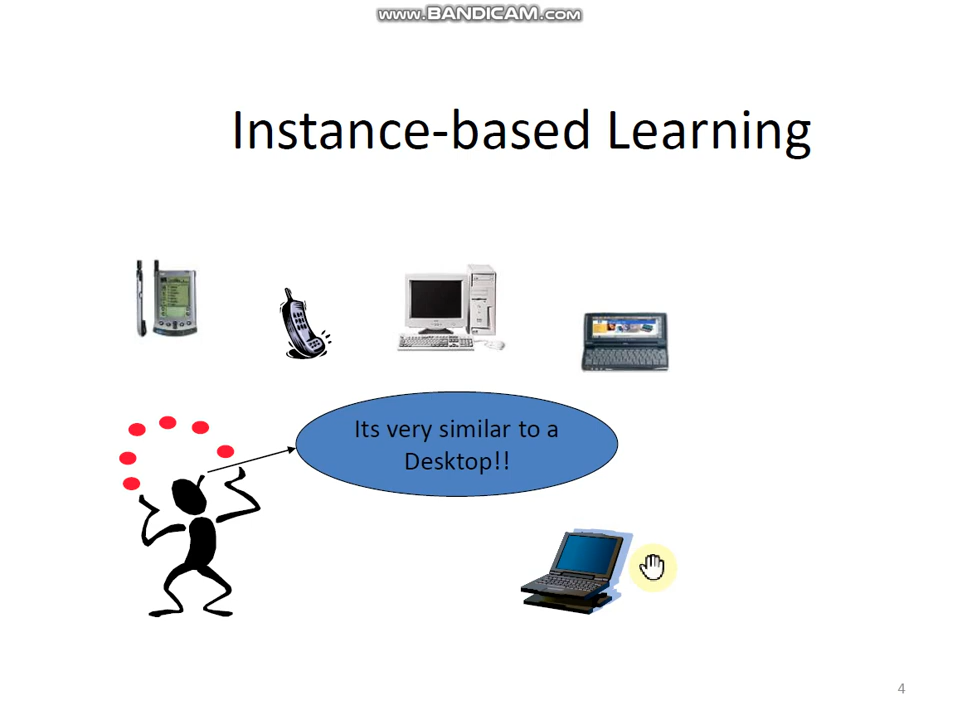 www.BANDICAM.com
Instance-based Learning
Its very similar to a
Desktop!!
4